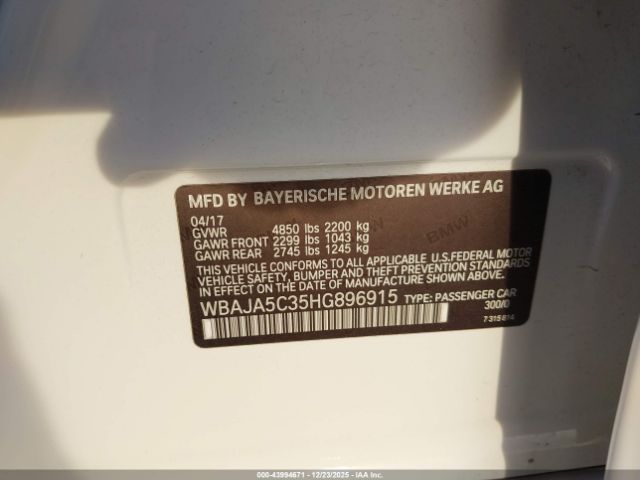 MFD BY BAYERISCHE MOTOREN WERKE AG
04/17
GVWR 4850 lbs 2200 kg
GAWR FRONT 2299 lbs 1043 kg
GAWR REAR 2745 lbs 1245 kg
THIS VEHICLE CONFORMS TO ALL APPLICABLE U.S.FEDERAL MOTOR
VEHICLE SAFETY, BUMPER AND THEFT PREVENTION STANDARDS
IN EFFECT ON THE DATE OF MANUFACTURE SHOWN ABOVE.
WBAJA5C35HG896915 TYPE: PASSENGER CAR
300/0
7315814
BMW
000-43994671 - 12/23/2025 - IAA Inc.